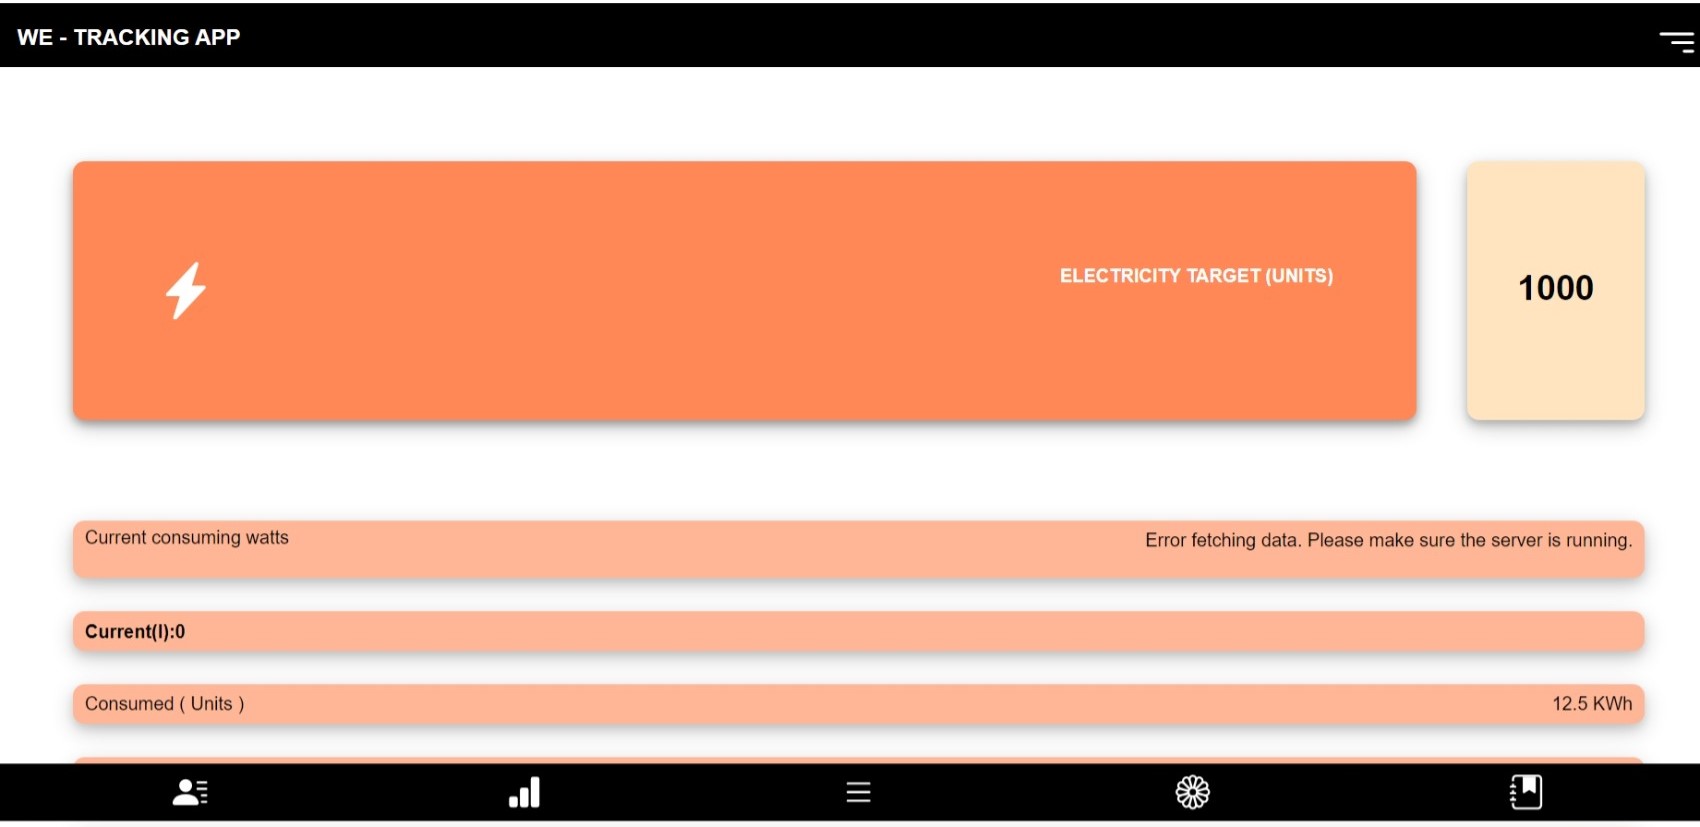 WE - TRACKING APP
ELECTRICITY TARGET (UNITS)
1000
Current consuming watts
Error fetching data. Please make sure the server is running.
Current(I):0
Consumed ( Units )
12.5 KWh